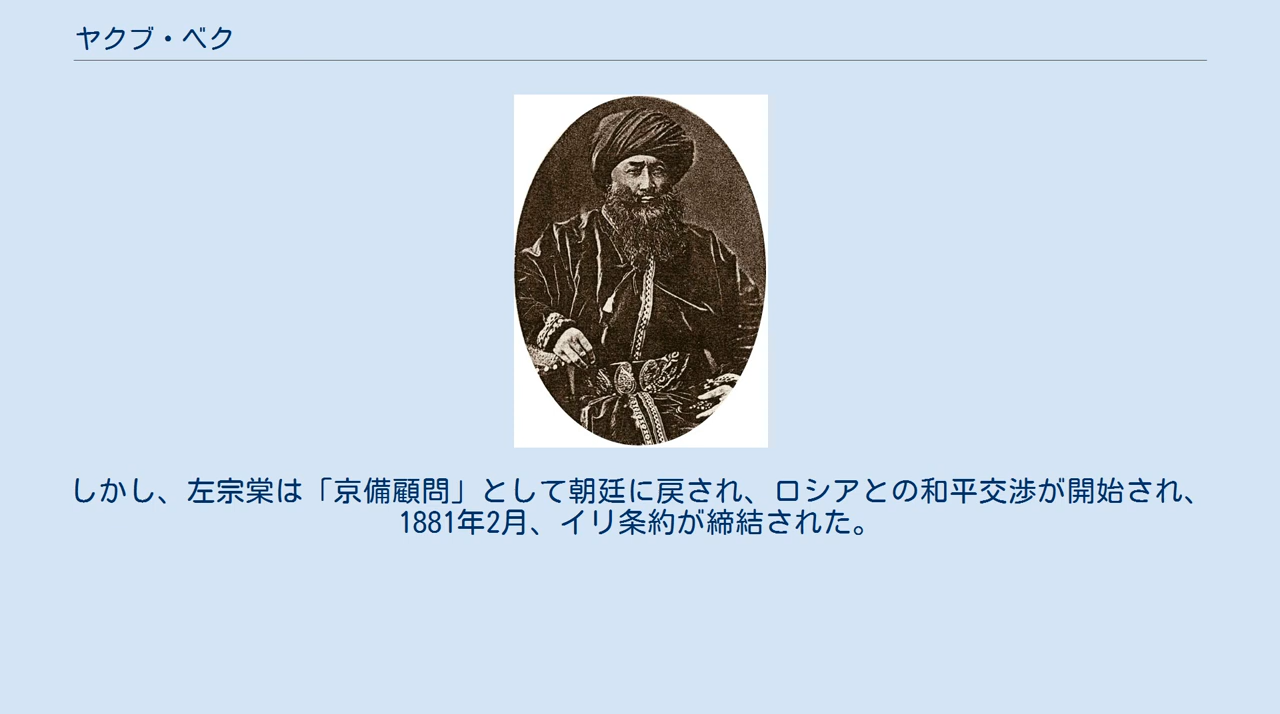 ヤクブ・ベク
しかし、左宗棠は「京備顧問」として朝廷に戻され、ロシアとの和平交渉が開始され、
1881年2月、イリ条約が締結された。